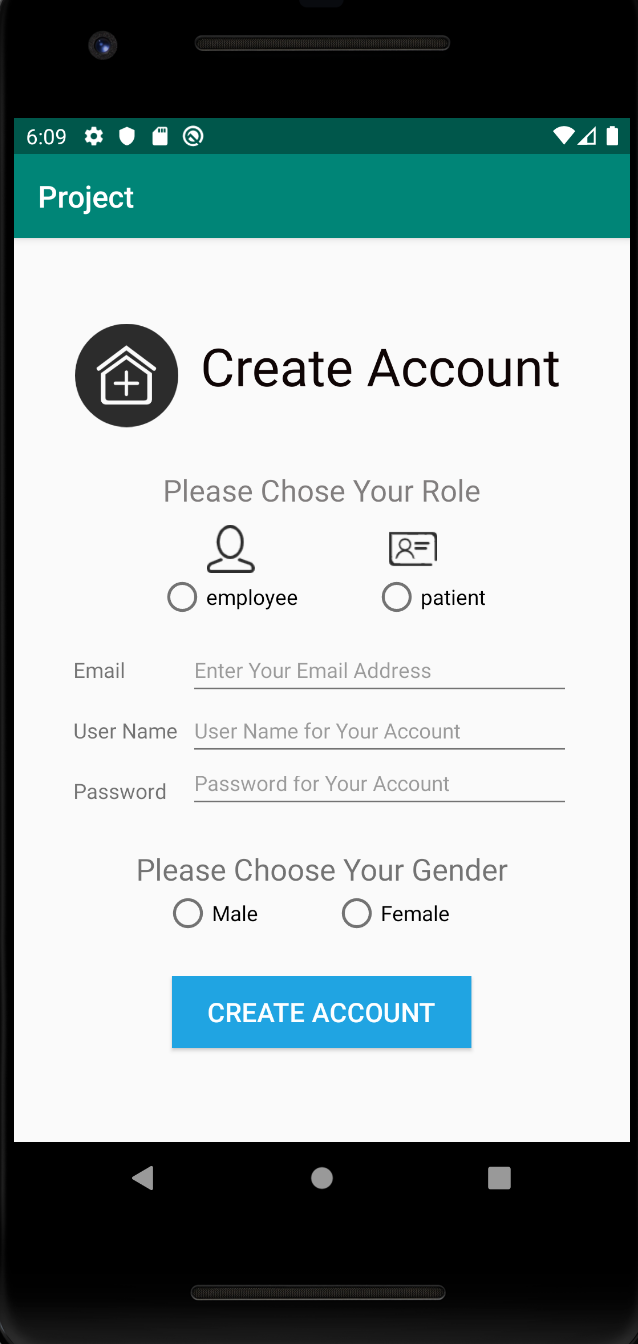 6:09
Project
Create Account
Please Chose Your Role
employee patient
Email Enter Your Email Address
User Name User Name for Your Account
Password Password for Your Account
Please Choose Your Gender
Male Female
CREATE ACCOUNT